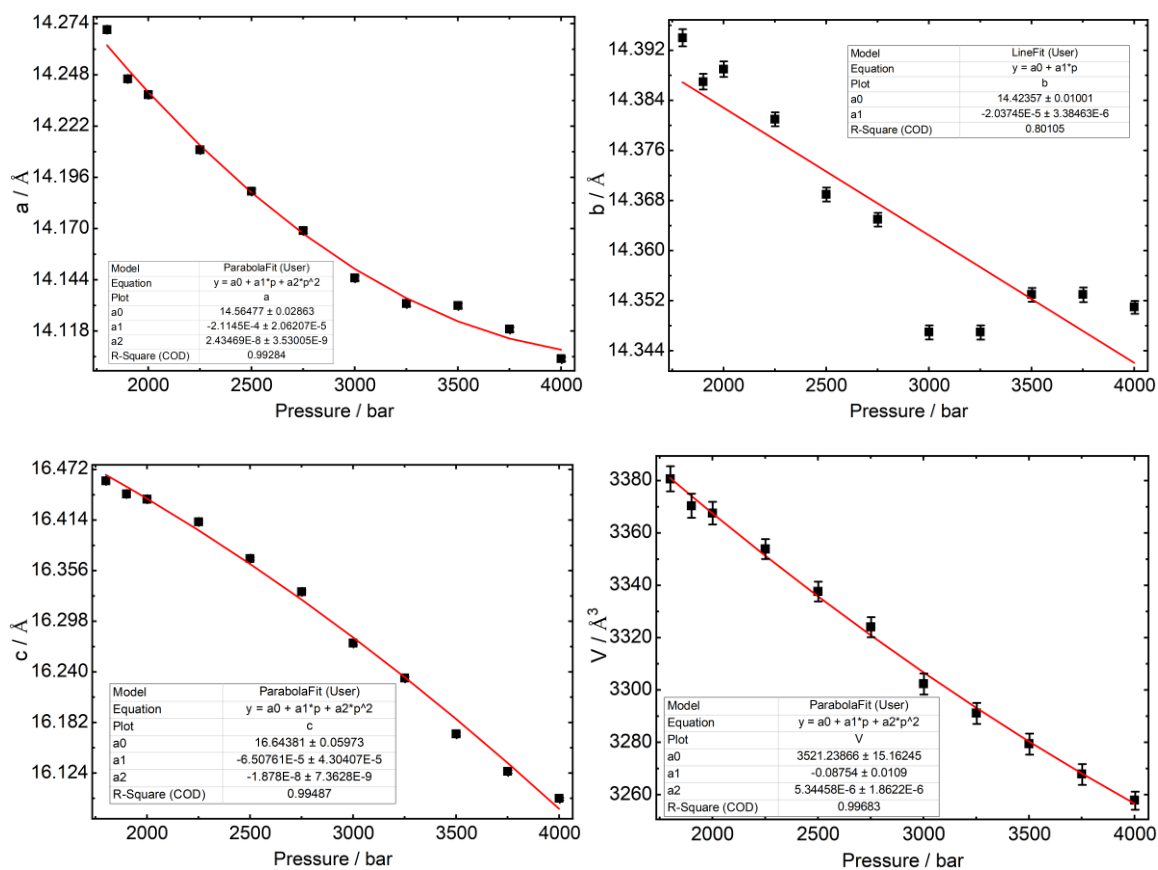 14.274
14.248
14.222
14.196
14.170
14.144
14.118
a / Å
Model ParabolaFit (User)
Equation y = a0 + a1*p + a2*p^2
Plot a
a0 14.56477 ± 0.02863
a1 -2.1145E-4 ± 2.06207E-5
a2 2.43469E-8 ± 3.53005E-9
R-Square (COD) 0.99284
2000 2500 3000 3500 4000
Pressure / bar
14.392
14.384
14.376
14.368
14.360
14.352
14.344
b / Å
Model LineFit (User)
Equation y = a0 + a1*p
Plot b
a0 14.42357 ± 0.01001
a1 -2.03745E-5 ± 3.38463E-6
R-Square (COD) 0.80105
2000 2500 3000 3500 4000
Pressure / bar
16.472
16.414
16.356
16.298
16.240
16.182
16.124
c / Å
Model ParabolaFit (User)
Equation y = a0 + a1*p + a2*p^2
Plot c
a0 16.64381 ± 0.05973
a1 -6.50761E-5 ± 4.30407E-5
a2 -1.878E-8 ± 7.3628E-9
R-Square (COD) 0.99487
2000 2500 3000 3500 4000
Pressure / bar
3380
3360
3340
3320
3300
3280
3260
V / Å³
Model ParabolaFit (User)
Equation y = a0 + a1*p + a2*p^2
Plot V
a0 3521.23866 ± 15.16245
a1 -0.08754 ± 0.0109
a2 5.34458E-6 ± 1.8622E-6
R-Square (COD) 0.99683
2000 2500 3000 3500 4000
Pressure / bar